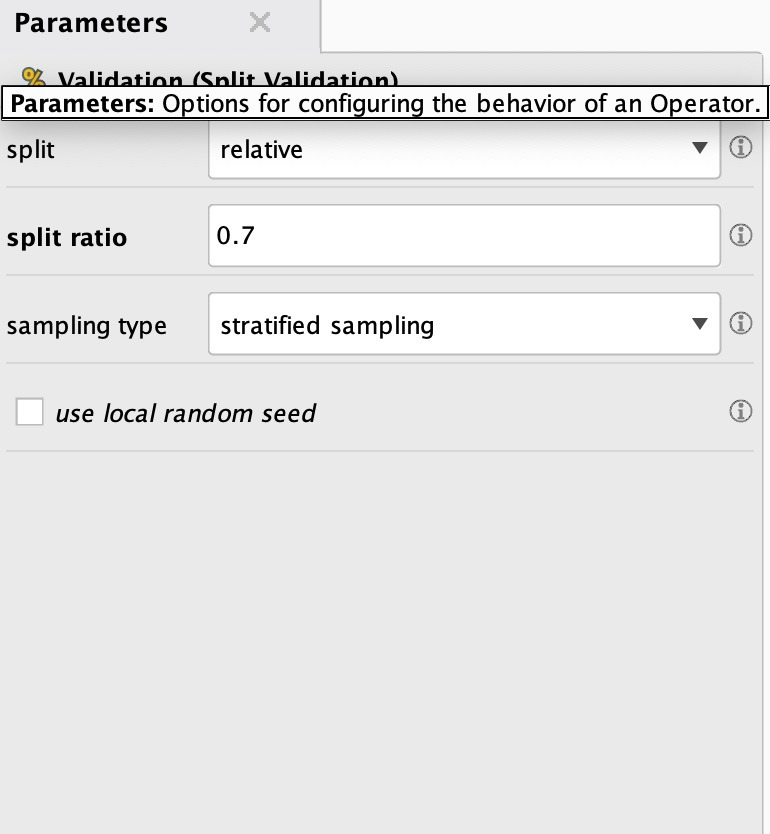 Parameters
Validation (Split Validation)
Parameters: Options for configuring the behavior of an Operator.
split relative
split ratio 0.7
sampling type stratified sampling
use local random seed